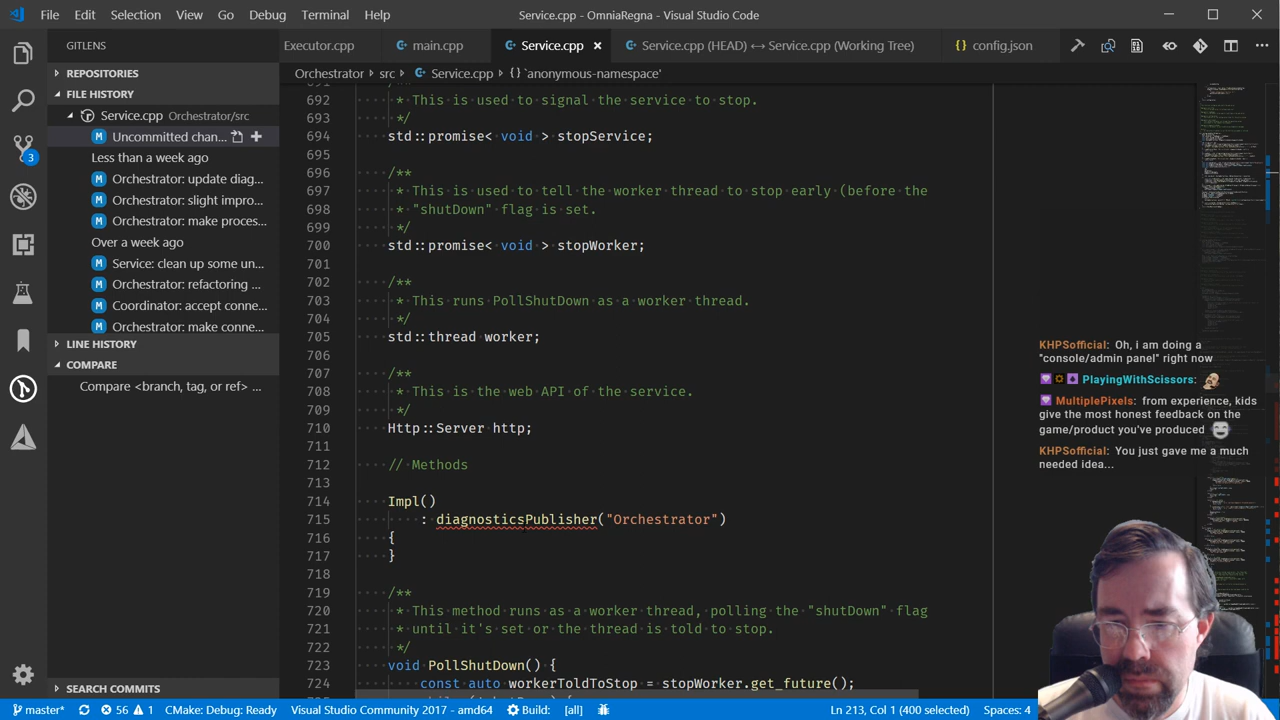 File Edit Selection View Go Debug Terminal Help
Service.cpp - OmniaRegna - Visual Studio Code
GITLENS
Executor.cpp
main.cpp
Service.cpp
Service.cpp (HEAD) ↔ Service.cpp (Working Tree)
config.json
REPOSITORIES
FILE HISTORY
Service.cpp Orchestrator/src
M Uncommitted chan...
Less than a week ago
M Orchestrator: update diag...
M Orchestrator: slight impro...
M Orchestrator: make proces...
Over a week ago
M Service: clean up some un...
M Orchestrator: refactoring ...
M Coordinator: accept conne...
M Orchestrator: make conne...
LINE HISTORY
COMPARE
Compare <branch, tag, or ref> ...
SEARCH COMMITS
3
Orchestrator > src > Service.cpp > {} `anonymous-namespace'
692 * This is used to signal the service to stop.
693 */
694 std::promise< void > stopService;
695
696 /**
697 * This is used to tell the worker thread to stop early (before the
698 * "shutDown" flag is set.
699 */
700 std::promise< void > stopWorker;
701
702 /**
703 * This runs PollShutDown as a worker thread.
704 */
705 std::thread worker;
706
707 /**
708 * This is the web API of the service.
709 */
710 Http::Server http;
711
712 // Methods
713
714 Impl()
715 : diagnosticsPublisher("Orchestrator")
716 {
717 }
718
719 /**
720 * This method runs as a worker thread, polling the "shutDown" flag
721 * until it's set or the thread is told to stop.
722 */
723 void PollShutDown() {
724 const auto workerToldToStop = stopWorker.get_future();
KHPSofficial: Oh, i am doing a
"console/admin panel" right now
PlayingWithScissors:
MultiplePixels: from experience, kids
give the most honest feedback on the
game/product you've produced
KHPSofficial: You just gave me a much
needed idea...
master* 56 1 CMake: Debug: Ready Visual Studio Community 2017 - amd64 Build: [all] Ln 213, Col 1 (400 selected) Spaces: 4